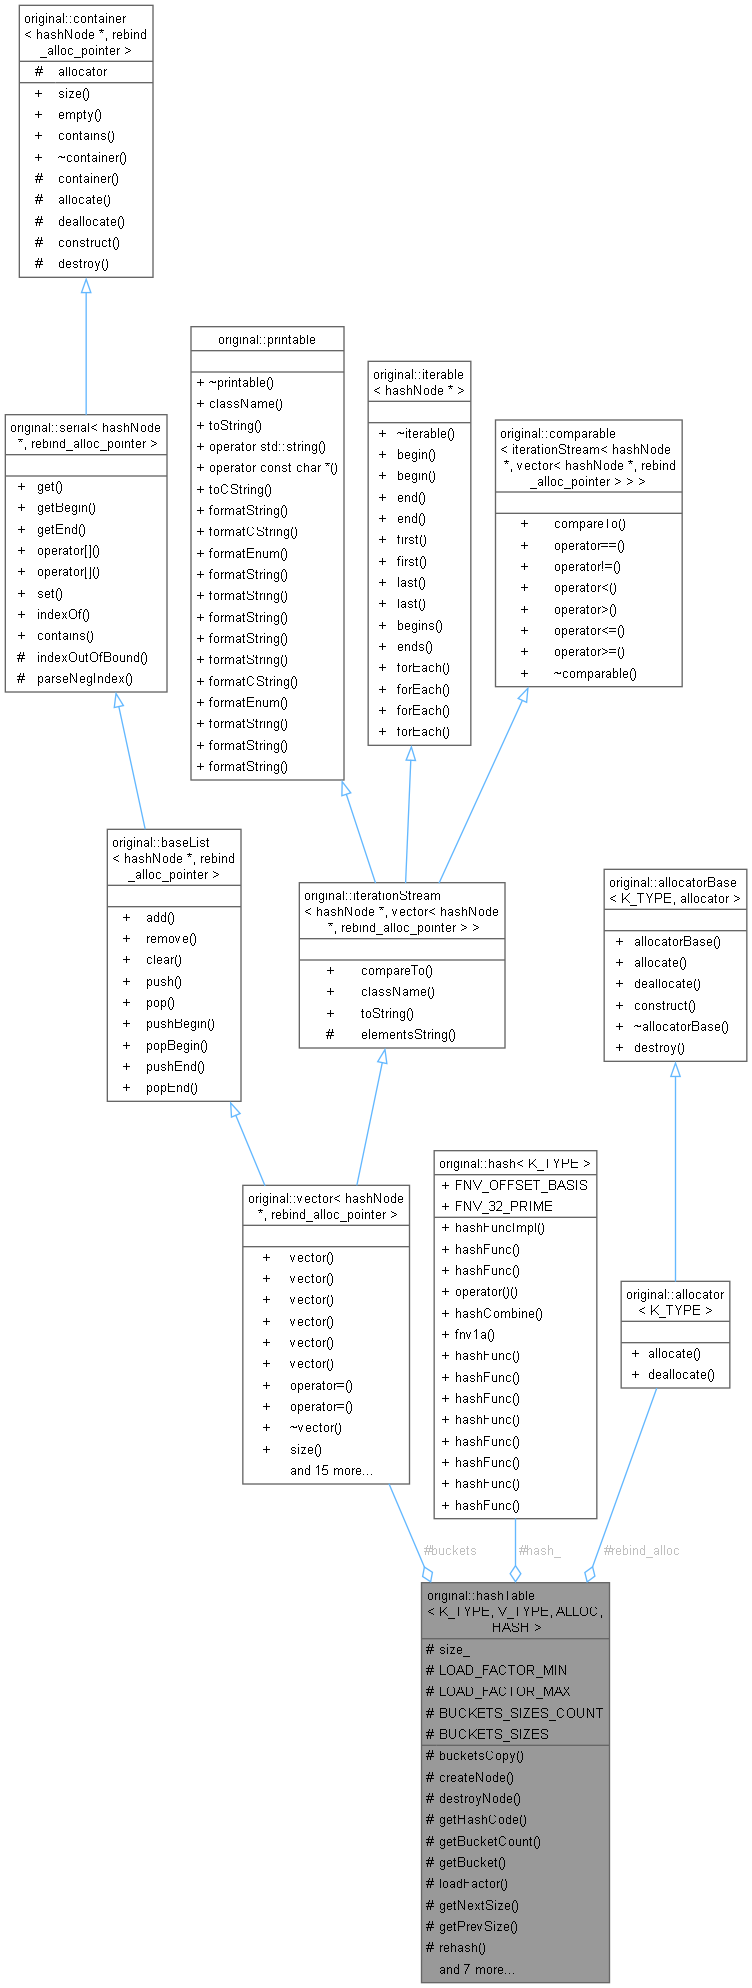 original::container
< hashNode *, rebind
_alloc_pointer >
# allocator
+ size()
+ empty()
+ contains()
+ ~container()
# container()
# allocate()
# deallocate()
# construct()
# destroy()
original::serial< hashNode
*, rebind_alloc_pointer >
+ get()
+ getBegin()
+ getEnd()
+ operator[]()
+ operator[]()
+ set()
+ indexOf()
+ contains()
# indexOutOfBound()
# parseNegIndex()
original::printable
+ ~printable()
+ className()
+ toString()
+ operator std::string()
+ operator const char *()
+ toCString()
+ formatString()
+ formatCString()
+ formatEnum()
+ formatString()
+ formatString()
+ formatString()
+ formatString()
+ formatString()
+ formatCString()
+ formatEnum()
+ formatString()
+ formatString()
+ formatString()
original::iterable
< hashNode * >
+ ~iterable()
+ begin()
+ begin()
+ end()
+ end()
+ first()
+ first()
+ last()
+ last()
+ begins()
+ ends()
+ forEach()
+ forEach()
+ forEach()
+ forEach()
original::comparable
< iterationStream< hashNode
*, vector< hashNode *, rebind
_alloc_pointer > > >
+ compareTo()
+ operator==()
+ operator!=()
+ operator<()
+ operator>()
+ operator<=()
+ operator>=()
+ ~comparable()
original::baseList
< hashNode *, rebind
_alloc_pointer >
+ add()
+ remove()
+ clear()
+ push()
+ pop()
+ pushBegin()
+ popBegin()
+ pushEnd()
+ popEnd()
original::iterationStream
< hashNode *, vector< hashNode
*, rebind_alloc_pointer > >
+ compareTo()
+ className()
+ toString()
# elementsString()
original::allocatorBase
< K_TYPE, allocator >
+ allocatorBase()
+ allocate()
+ deallocate()
+ construct()
+ ~allocatorBase()
+ destroy()
original::vector< hashNode
*, rebind_alloc_pointer >
+ vector()
+ vector()
+ vector()
+ vector()
+ vector()
+ vector()
+ operator=()
+ operator=()
+ ~vector()
+ size()
and 15 more...
original::hash< K_TYPE >
+ FNV_OFFSET_BASIS
+ FNV_32_PRIME
+ hashFuncImpl()
+ hashFunc()
+ hashFunc()
+ operator()()
+ hashCombine()
+ fnv1a()
+ hashFunc()
+ hashFunc()
+ hashFunc()
+ hashFunc()
+ hashFunc()
+ hashFunc()
+ hashFunc()
+ hashFunc()
original::allocator
< K_TYPE >
+ allocate()
+ deallocate()
#buckets
#hash_
#rebind_alloc
original::hashTable
< K_TYPE, V_TYPE, ALLOC,
HASH >
# size_
# LOAD_FACTOR_MIN
# LOAD_FACTOR_MAX
# BUCKETS_SIZES_COUNT
# BUCKETS_SIZES
# bucketsCopy()
# createNode()
# destroyNode()
# getHashCode()
# getBucketCount()
# getBucket()
# loadFactor()
# getNextSize()
# getPrevSize()
# rehash()
and 7 more...